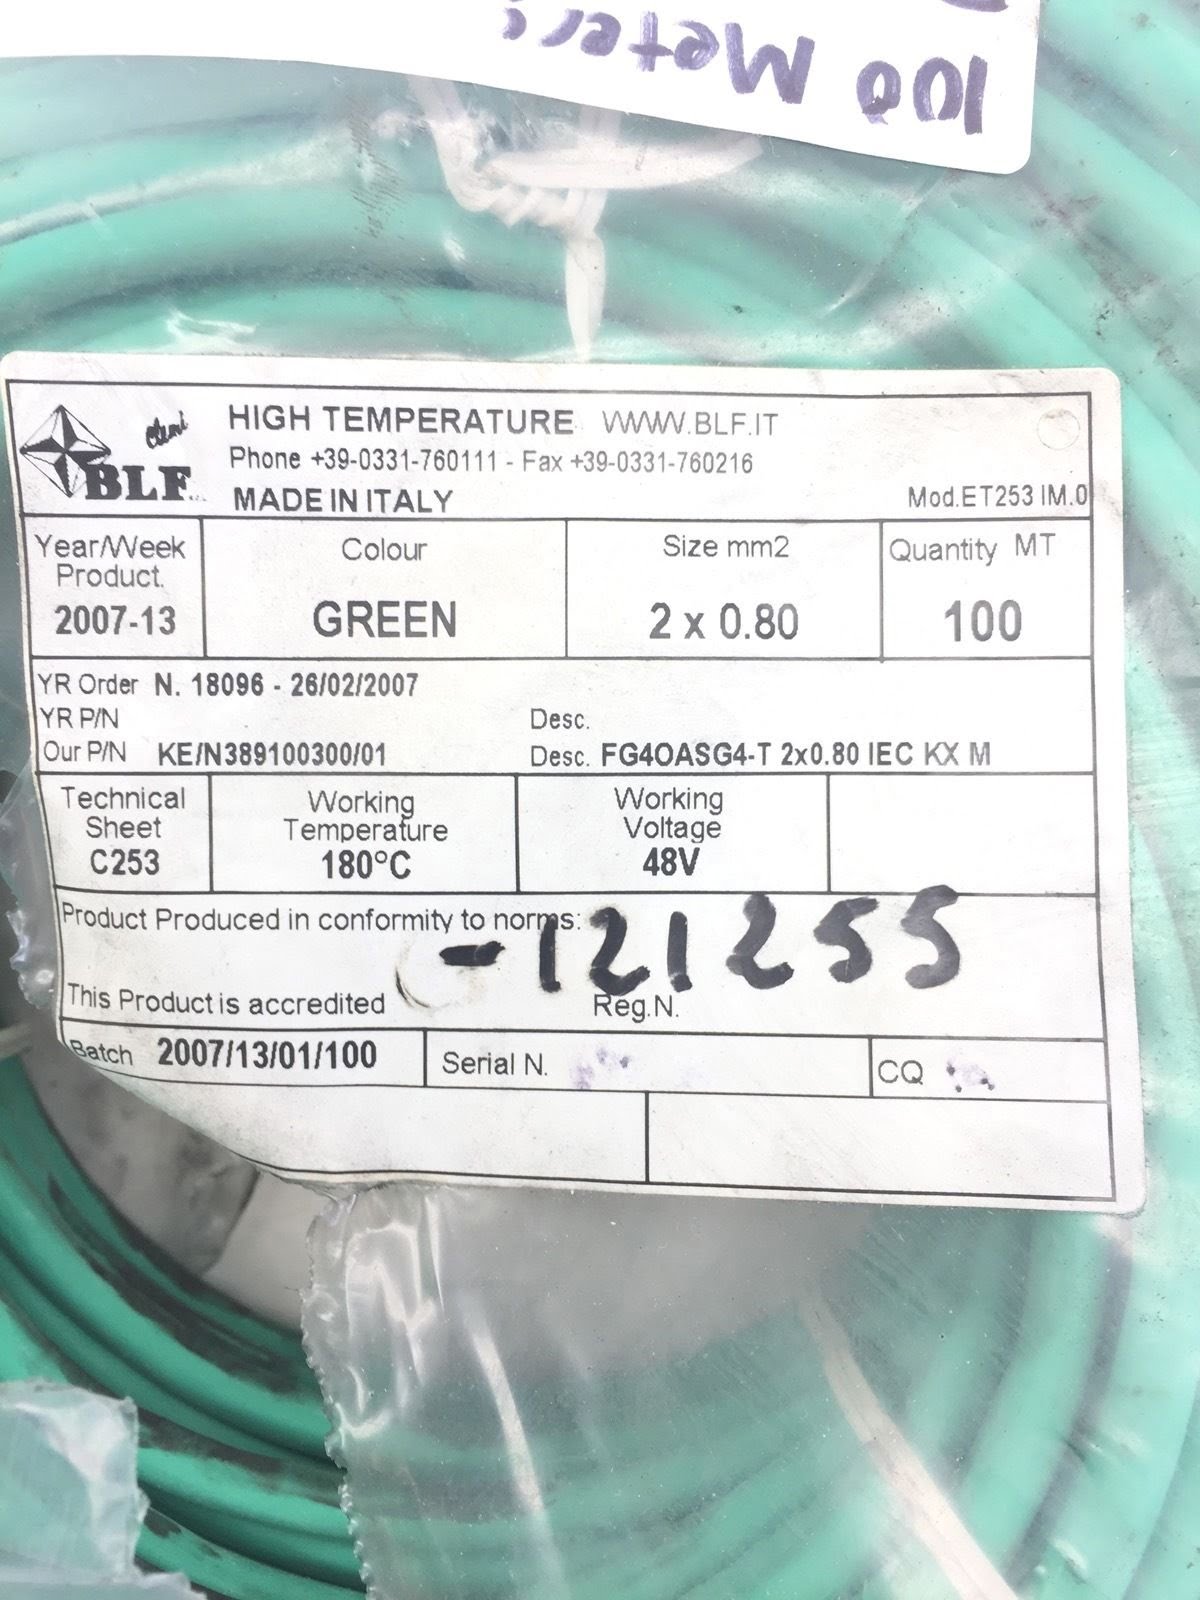 100 Meters
HIGH TEMPERATURE WWW.BLF.IT
BLF
Phone +39-0331-760111 - Fax +39-0331-760216
MADE IN ITALY
Mod.ET253 IM.0
Year/Week Product. 2007-13
Colour GREEN
Size mm2 2 x 0.80
Quantity MT 100
YR Order N. 18096 - 26/02/2007
YR P/N Desc.
Our P/N KE/N389100300/01 Desc. FG4OASG4-T 2x0.80 IEC KX M
Technical Sheet C253
Working Temperature 180°C
Working Voltage 48V
Product Produced in conformity to norms:
-121255
This Product is accredited Reg.N.
Batch 2007/13/01/100 Serial N. CQ